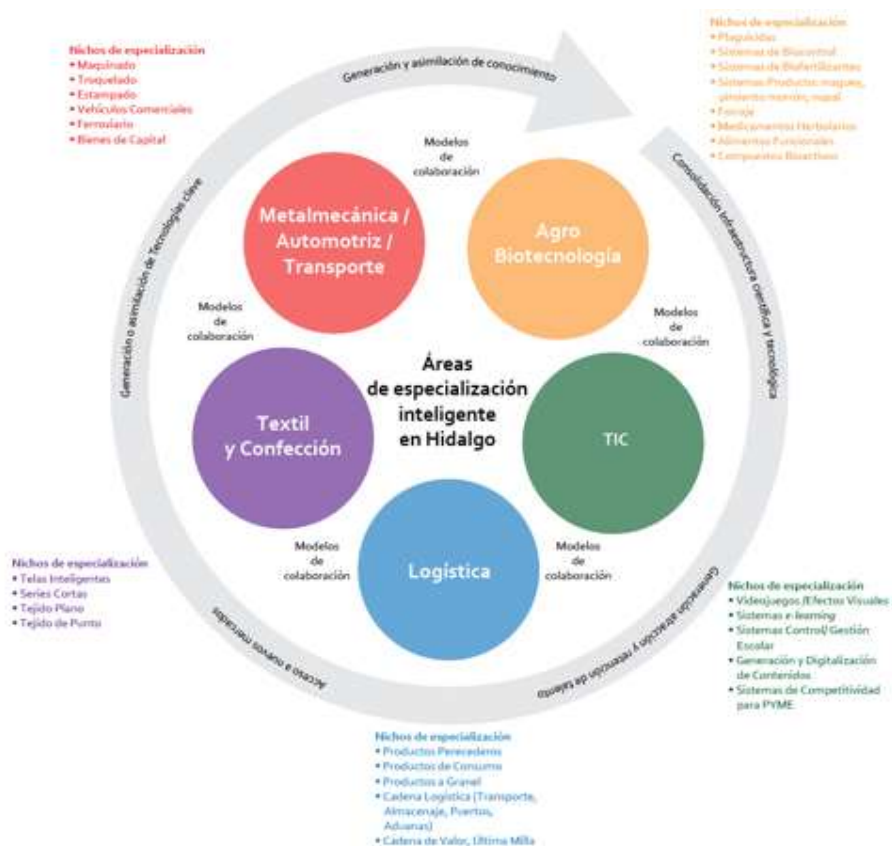 Nichos de especialización
• Maquinado
• Troquelado
• Estampado
• Vehículos Comerciales
• Ferroviario
• Bienes de Capital
Nichos de especialización
• Plaguicidas
• Sistemas de Biocontrol
• Sistemas de Biofertilizantes
• Sistemas Producto: maguey,
pimiento morrón, nopal
• Forraje
• Medicamentos Herbolarios
• Alimentos Funcionales
• Compuestos Bioactivos
Generación y asimilación de conocimiento
Consolidación Infraestructura científica y tecnológica
Generación atracción y retención de talento
Acceso a nuevos mercados
Generación o asimilación de Tecnologías clave
Modelos
de
colaboración
Metalmecánica /
Automotriz /
Transporte
Agro
Biotecnología
Modelos
de
colaboración
Modelos
de
colaboración
Áreas
de especialización
inteligente
en Hidalgo
Textil
y Confección
TIC
Modelos
de
colaboración
Logística
Modelos
de
colaboración
Nichos de especialización
• Telas Inteligentes
• Series Cortas
• Tejido Plano
• Tejido de Punto
Nichos de especialización
• Videojuegos /Efectos Visuales
• Sistemas e-learning
• Sistemas Control/ Gestión
Escolar
• Generación y Digitalización
de Contenidos
• Sistemas de Competitividad
para PYME
Nichos de especialización
• Productos Perecederos
• Productos de Consumo
• Productos a Granel
• Cadena Logística (Transporte,
Almacenaje, Puertos,
Aduanas)
• Cadena de Valor, Última Milla